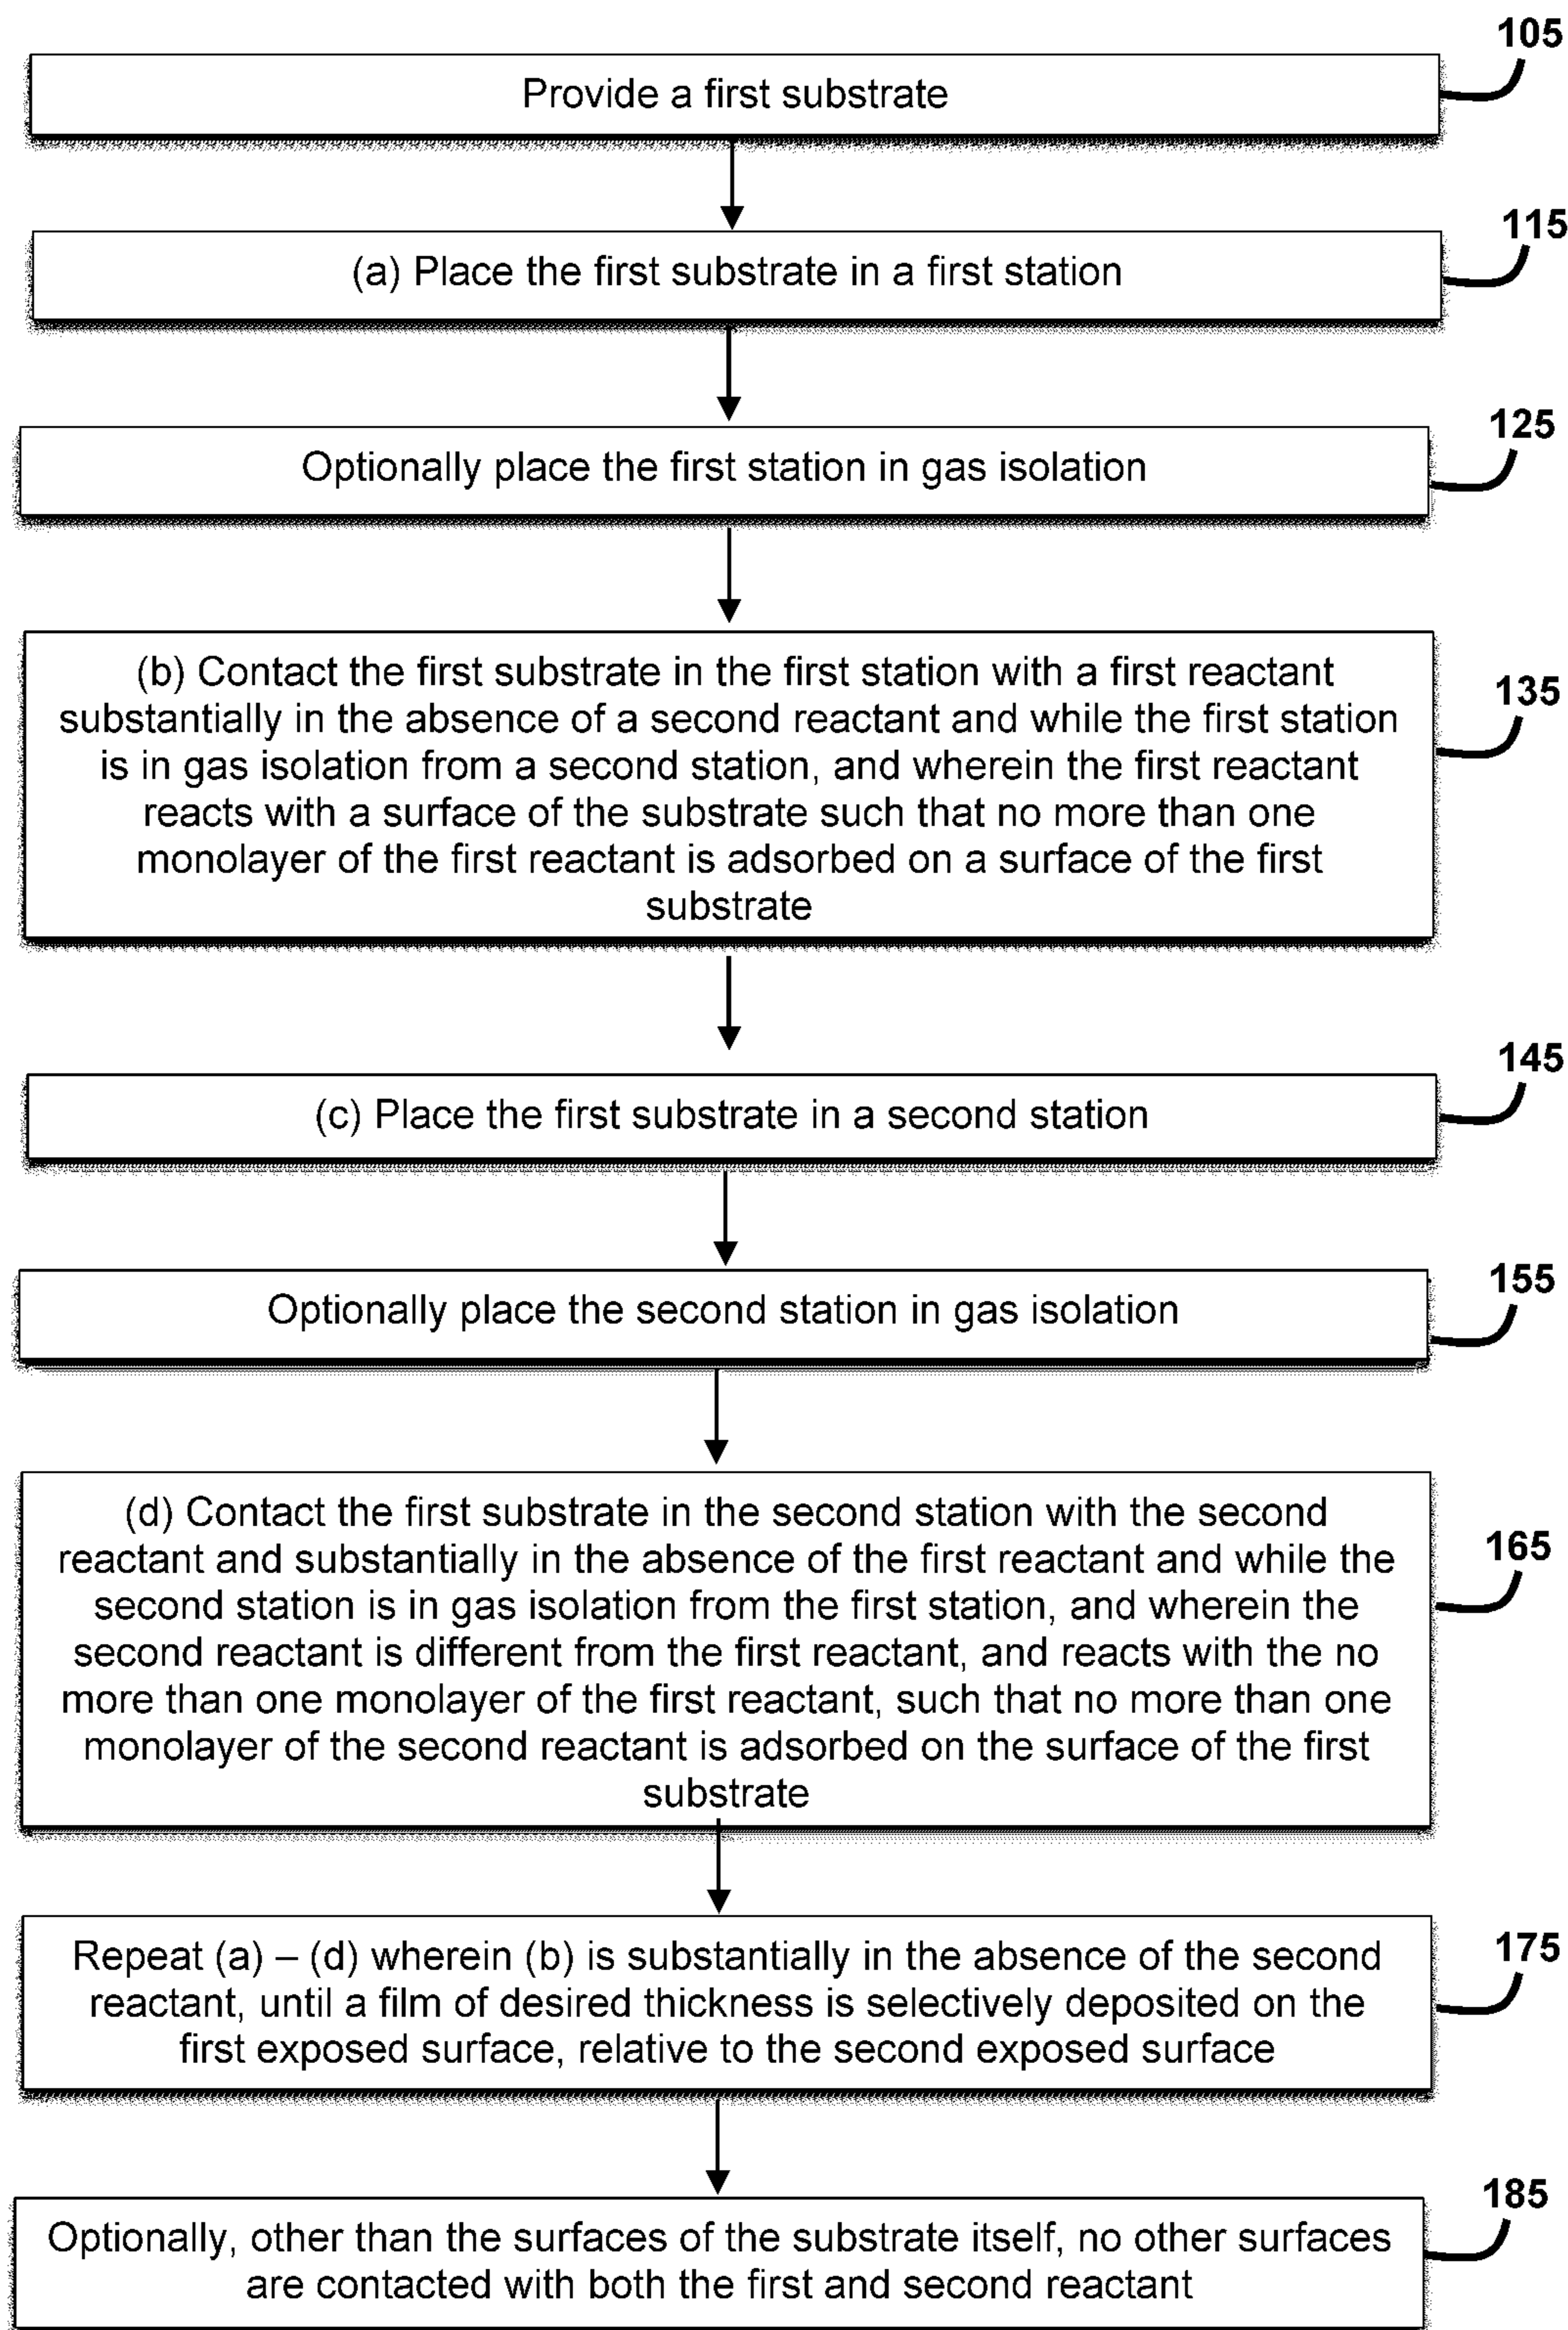 105
Provide a first substrate
115
(a) Place the first substrate in a first station
125
Optionally place the first station in gas isolation
(b) Contact the first substrate in the first station with a first reactant
substantially in the absence of a second reactant and while the first station
is in gas isolation from a second station, and wherein the first reactant
reacts with a surface of the substrate such that no more than one
monolayer of the first reactant is adsorbed on a surface of the first
substrate
135
145
(c) Place the first substrate in a second station
155
Optionally place the second station in gas isolation
(d) Contact the first substrate in the second station with the second
reactant and substantially in the absence of the first reactant and while the
second station is in gas isolation from the first station, and wherein the
second reactant is different from the first reactant, and reacts with the no
more than one monolayer of the first reactant, such that no more than one
monolayer of the second reactant is adsorbed on the surface of the first
substrate
165
Repeat (a) – (d) wherein (b) is substantially in the absence of the second
reactant, until a film of desired thickness is selectively deposited on the
first exposed surface, relative to the second exposed surface
175
185
Optionally, other than the surfaces of the substrate itself, no other surfaces
are contacted with both the first and second reactant